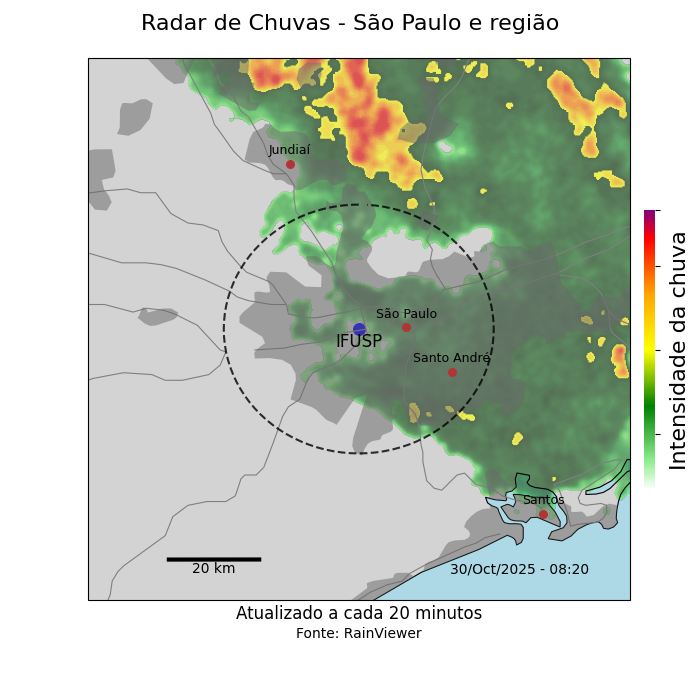 Radar de Chuvas - São Paulo e região
Jundiaí
São Paulo
IFUSP
Santo André
Santos
20 km
30/Oct/2025 - 08:20
Intensidade da chuva
Atualizado a cada 20 minutos
Fonte: RainViewer